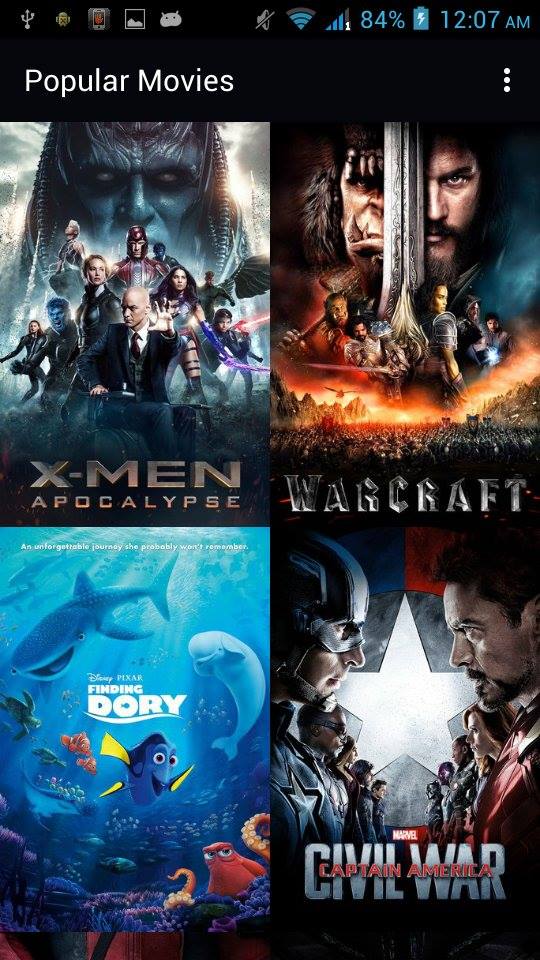 84% 12:07 AM
Popular Movies
X-MEN
APOCALYPSE
WARCRAFT
An unforgettable journey she probably won't remember.
Disney PIXAR
FINDING
DORY
MARVEL
CAPTAIN AMERICA
CIVIL WAR